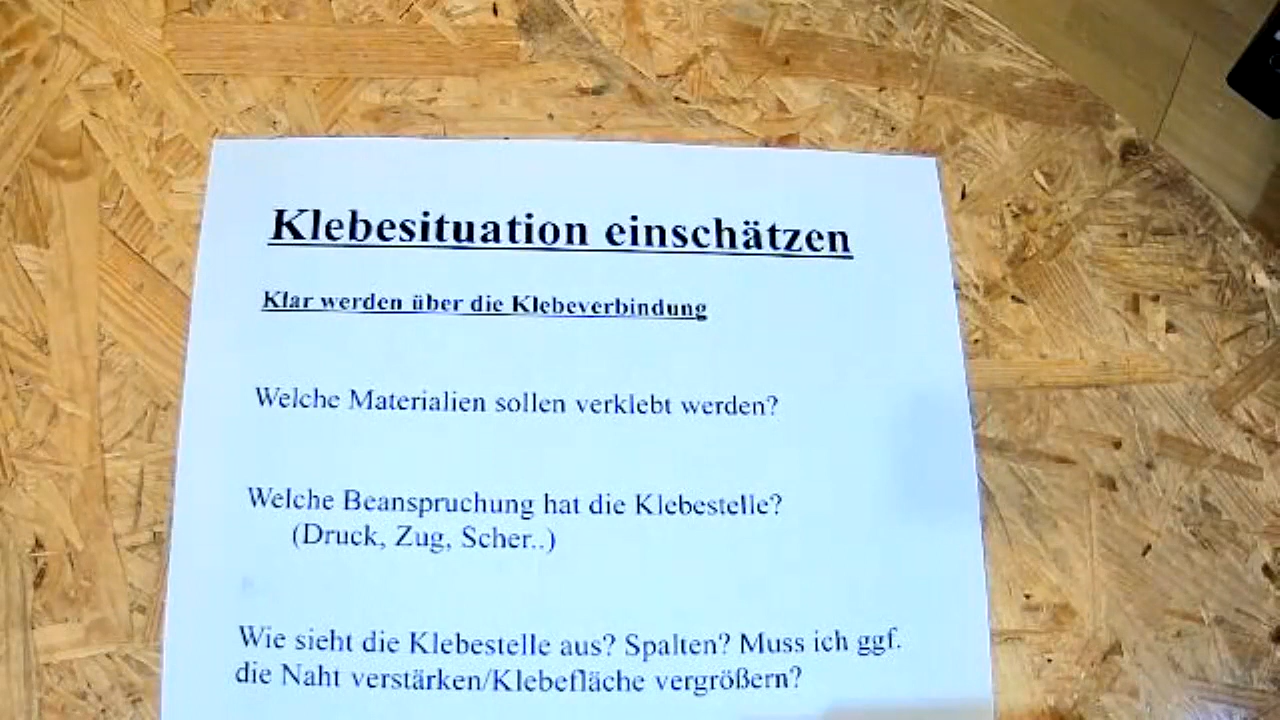 Klebesituation einschätzen
Klar werden über die Klebeverbindung
Welche Materialien sollen verklebt werden?
Welche Beanspruchung hat die Klebestelle?
(Druck, Zug, Scher..)
Wie sieht die Klebestelle aus? Spalten? Muss ich ggf.
die Naht verstärken/Klebefläche vergrößern?